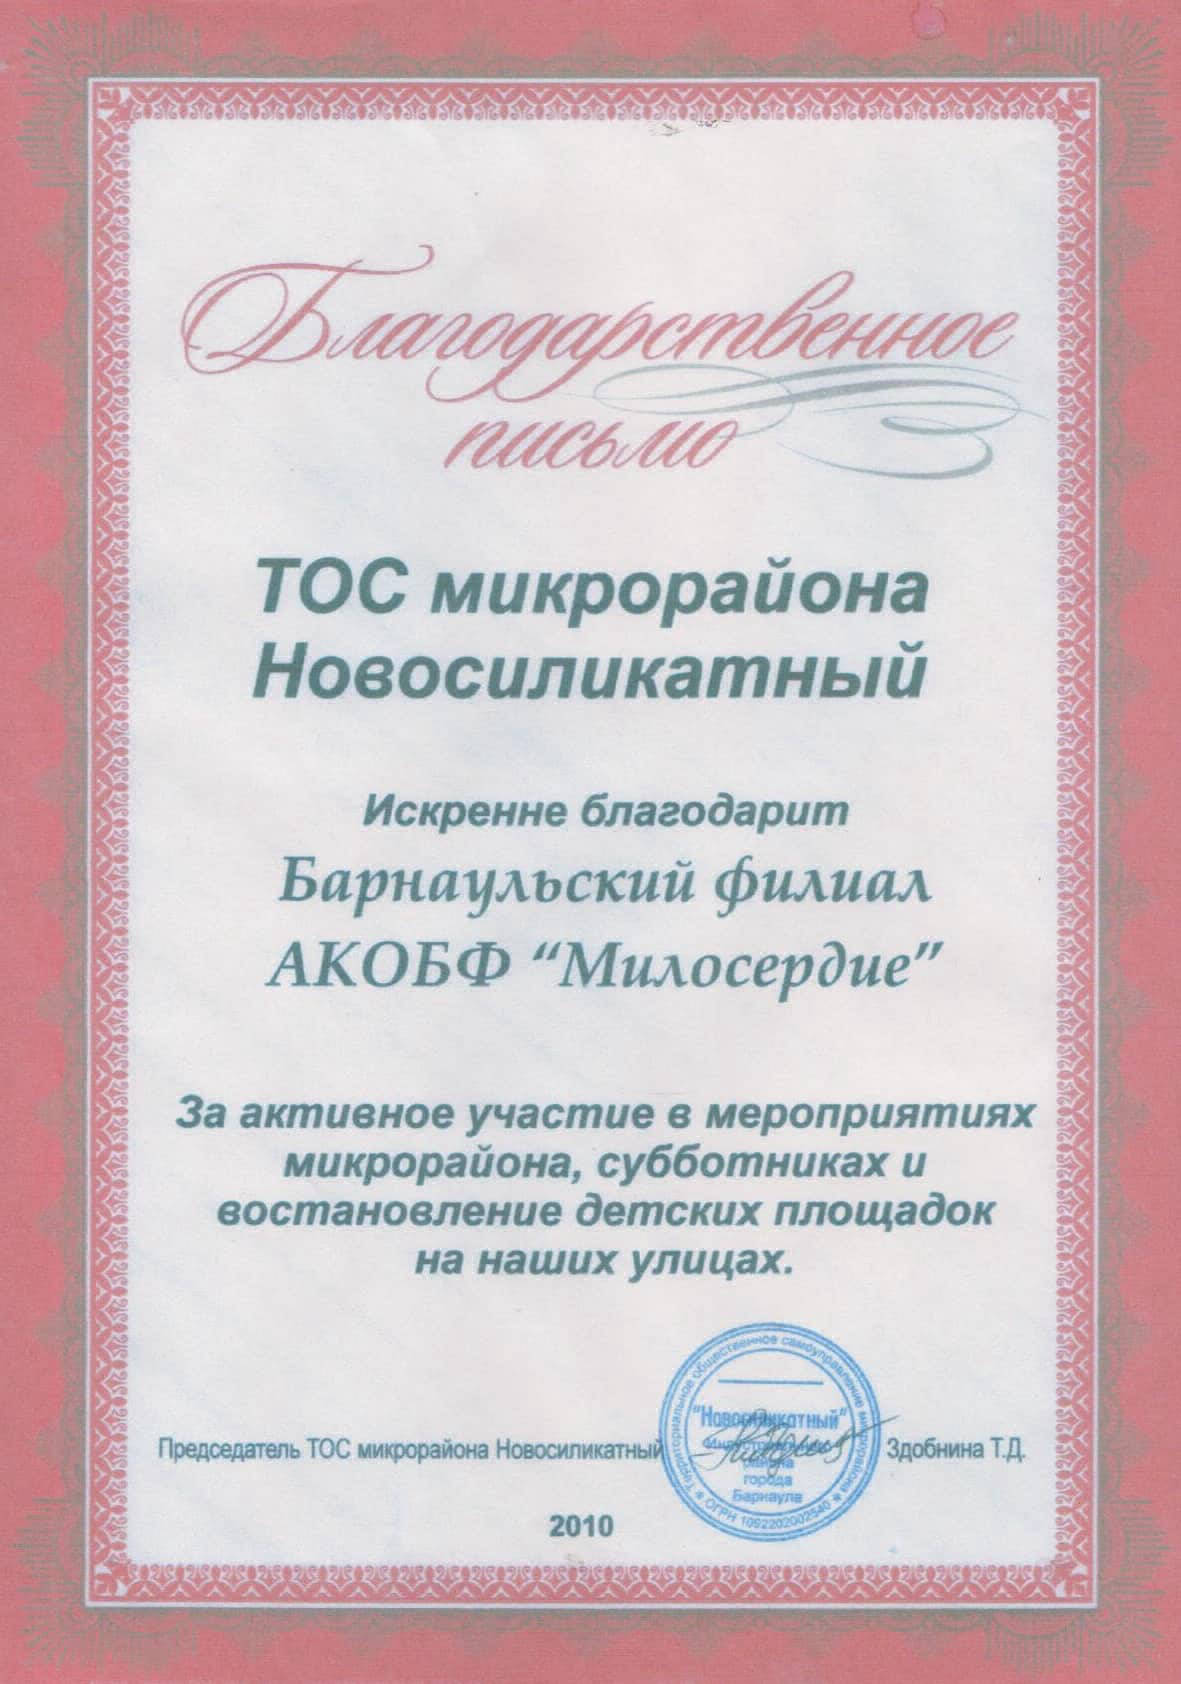 Благодарственное
письмо
ТОС микрорайона
Новосиликатный
Искренне благодарит
Барнаульский филиал
АКОБФ “Милосердие”
За активное участие в мероприятиях
микрорайона, субботниках и
востановление детских площадок
на наших улицах.
Территориальное общественное самоуправление микрорайона
"Новосиликатный"
района
города
Барнаула
ОГРН 1092202002540
Председатель ТОС микрорайона Новосиликатный
Здобнина Т.Д.
2010